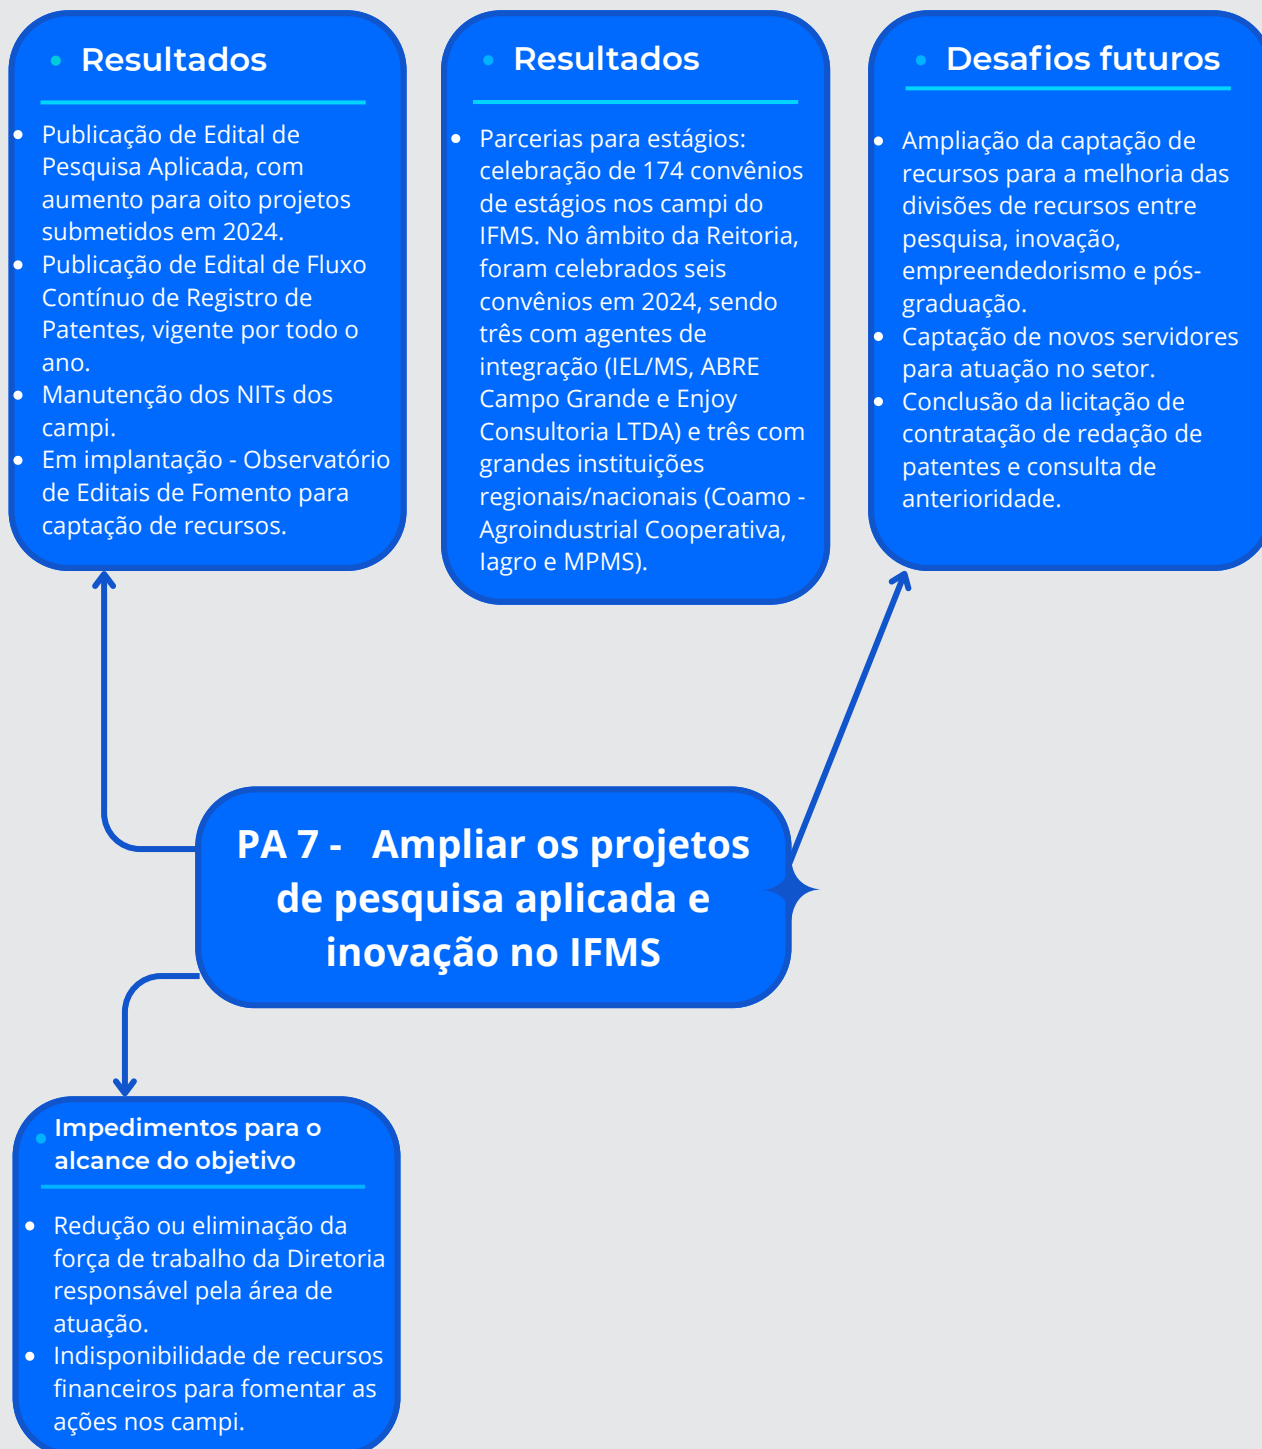 Resultados
Publicação de Edital de
Pesquisa Aplicada, com
aumento para oito projetos
submetidos em 2024.
Publicação de Edital de Fluxo
Contínuo de Registro de
Patentes, vigente por todo o
ano.
Manutenção dos NITs dos
campi.
Em implantação - Observatório
de Editais de Fomento para
captação de recursos.
Resultados
Parcerias para estágios:
celebração de 174 convênios
de estágios nos campi do
IFMS. No âmbito da Reitoria,
foram celebrados seis
convênios em 2024, sendo
três com agentes de
integração (IEL/MS, ABRE
Campo Grande e Enjoy
Consultoria LTDA) e três com
grandes instituições
regionais/nacionais (Coamo -
Agroindustrial Cooperativa,
Iagro e MPMS).
Desafios futuros
Ampliação da captação de
recursos para a melhoria das
divisões de recursos entre
pesquisa, inovação,
empreendedorismo e pós-
graduação.
Captação de novos servidores
para atuação no setor.
Conclusão da licitação de
contratação de redação de
patentes e consulta de
anterioridade.
PA 7 -   Ampliar os projetos
de pesquisa aplicada e
inovação no IFMS
Impedimentos para o
alcance do objetivo
Redução ou eliminação da
força de trabalho da Diretoria
responsável pela área de
atuação.
Indisponibilidade de recursos
financeiros para fomentar as
ações nos campi.